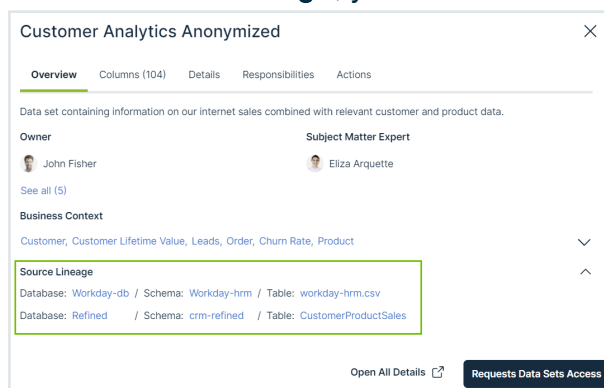 Customer Analytics Anonymized
Overview Columns (104) Details Responsibilities Actions
Data set containing information on our internet sales combined with relevant customer and product data.
Owner Subject Matter Expert
John Fisher Eliza Arquette
See all (5)
Business Context
Customer, Customer Lifetime Value, Leads, Order, Churn Rate, Product
Source Lineage
Database: Workday-db / Schema: Workday-hrm / Table: workday-hrm.csv
Database: Refined / Schema: crm-refined / Table: CustomerProductSales
Open All Details Requests Data Sets Access